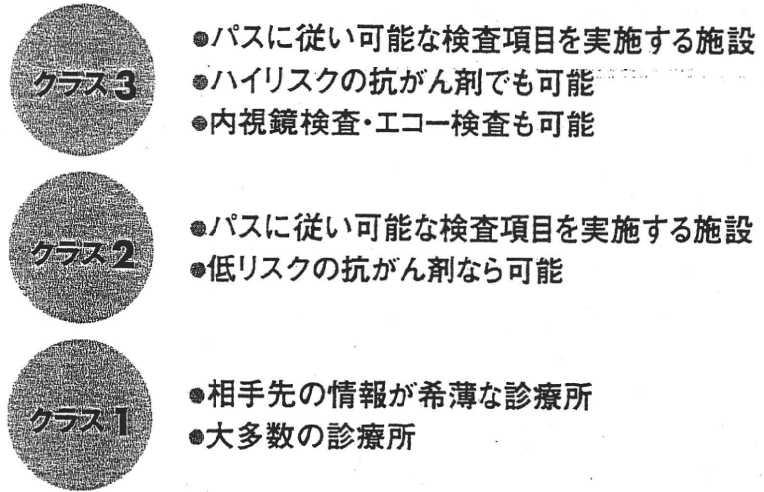 クラス3
●パスに従い可能な検査項目を実施する施設
●ハイリスクの抗がん剤でも可能
●内視鏡検査・エコー検査も可能
クラス2
●パスに従い可能な検査項目を実施する施設
●低リスクの抗がん剤なら可能
クラス1
●相手先の情報が希薄な診療所
●大多数の診療所